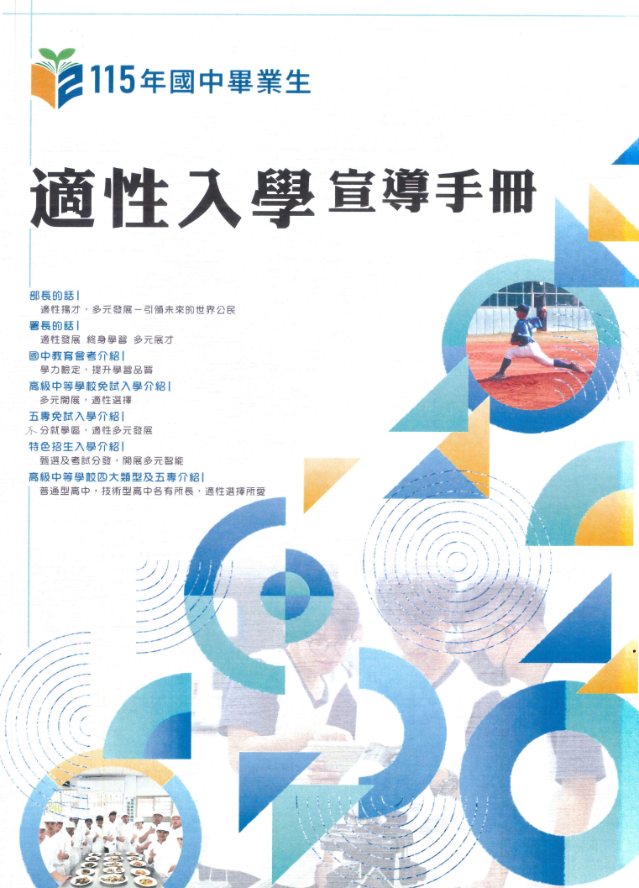 115年國中畢業生
適性入學宣導手冊
部長的話|
適性揚才，多元發展－引領未來的世界公民
署長的話|
適性發展 終身學習 多元展才
國中教育會考介紹|
學力檢定，提升學習品質
高級中等學校免試入學介紹|
多元開展，適性選擇
五專免試入學介紹|
不分就學區，適性多元發展
特色招生入學介紹|
甄選及考試分發，開展多元智能
高級中等學校四大類型及五專介紹|
普通型高中，技術型高中各有所長，適性選擇所愛